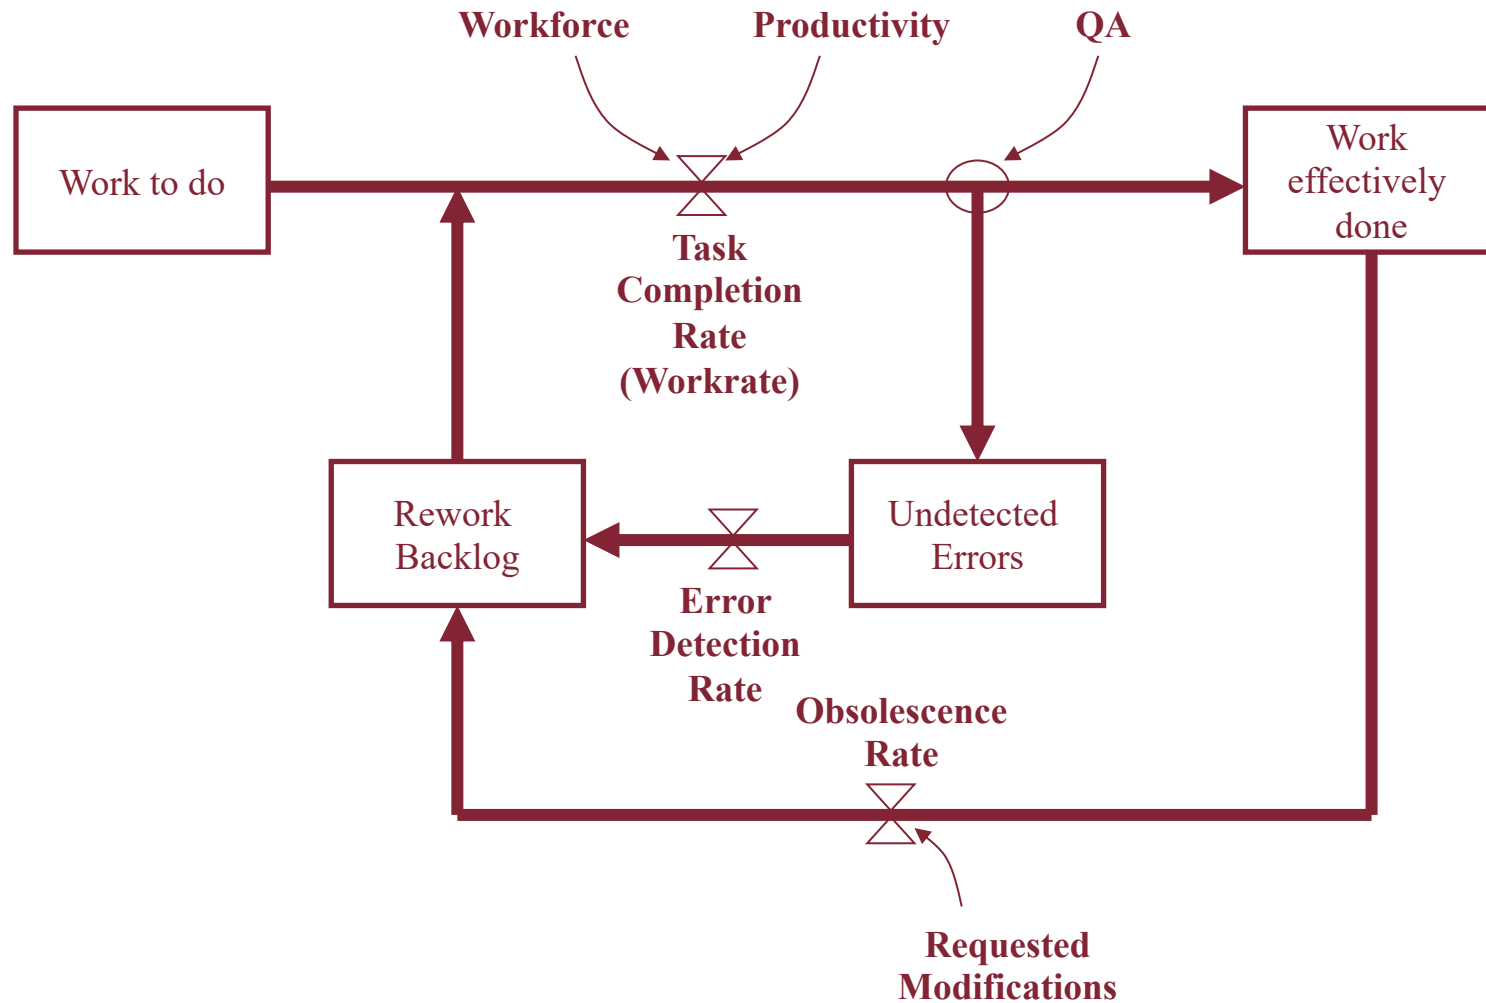 Workforce
Productivity
QA
Work to do
Work
effectively
done
Task
Completion
Rate
(Workrate)
Rework
Backlog
Undetected
Errors
Error
Detection
Rate
Obsolescence
Rate
Requested
Modifications